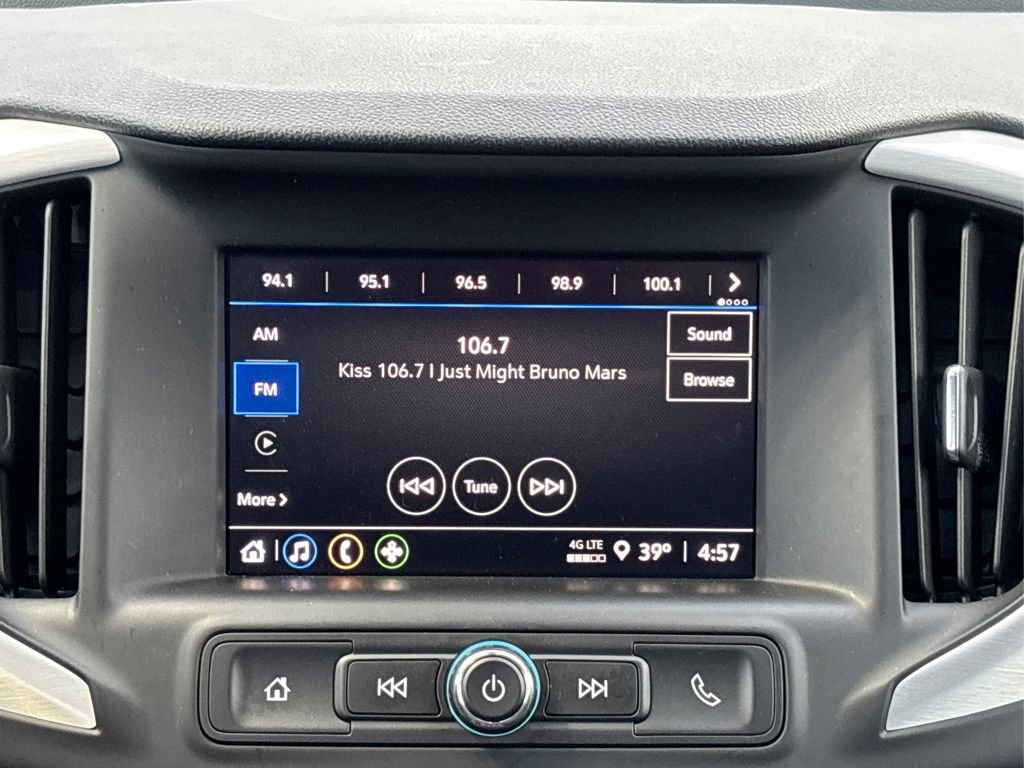 94.1 | 95.1 | 96.5 | 98.9 | 100.1 |
AM
Sound
106.7
Kiss 106.7 I Just Might Bruno Mars
Browse
FM
Tune
More
4G LTE
39° | 4:57